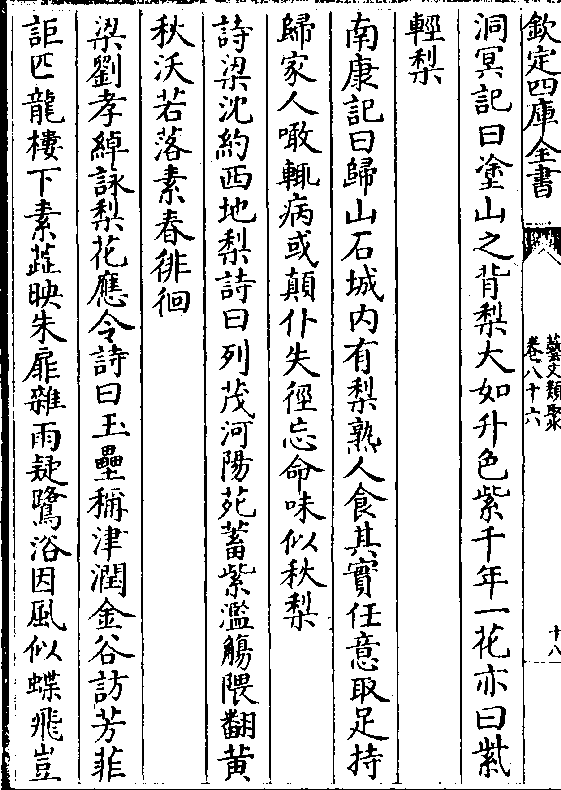 欽定四庫全書
藝文類聚
卷八十六
十八
洞冥記曰塗山之背梨大如升色紫千年一花亦曰紫
輕梨
南康記曰歸山石城内有梨熟人食其實任意取足持
歸家人噉輒病或顛仆失徑忘命味似秋梨
詩梁沈約西地梨詩曰列茂河陽苑蓄紫濫觴隈翻黄
秋沃若落素春徘徊
梁劉孝綽詠梨花應令詩曰玉壘稱津潤金谷訪芳菲
詎匹龍樓下素蘂映朱扉雜雨疑鷺浴因風似蝶飛豈